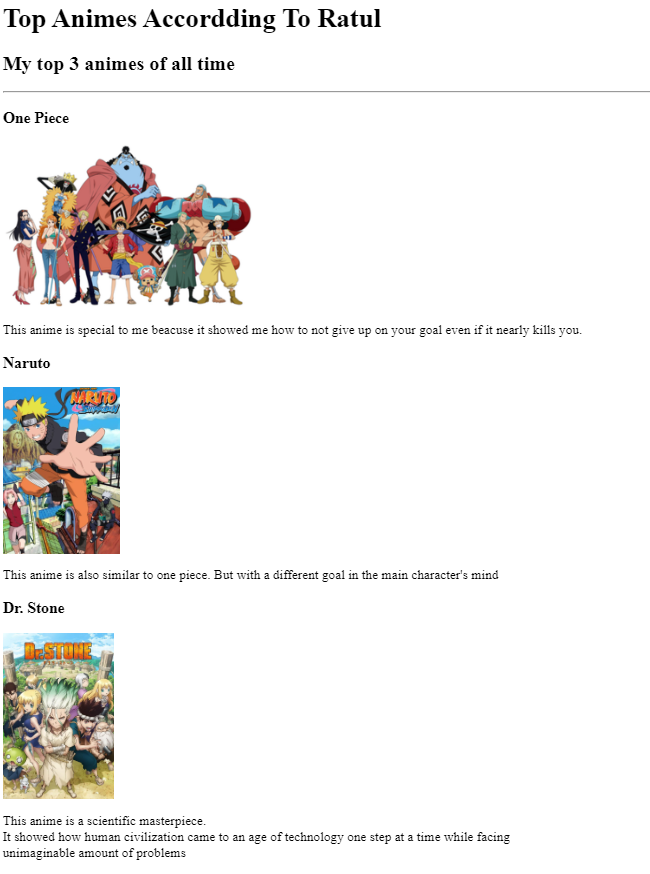 Top Animes Accordding To Ratul
My top 3 animes of all time
One Piece
This anime is special to me beacuse it showed me how to not give up on your goal even if it nearly kills you.
Naruto
NARUTO
This anime is also similar to one piece. But with a different goal in the main character's mind
Dr. Stone
Dr.STONE
This anime is a scientific masterpiece.
It showed how human civilization came to an age of technology one step at a time while facing
unimaginable amount of problems